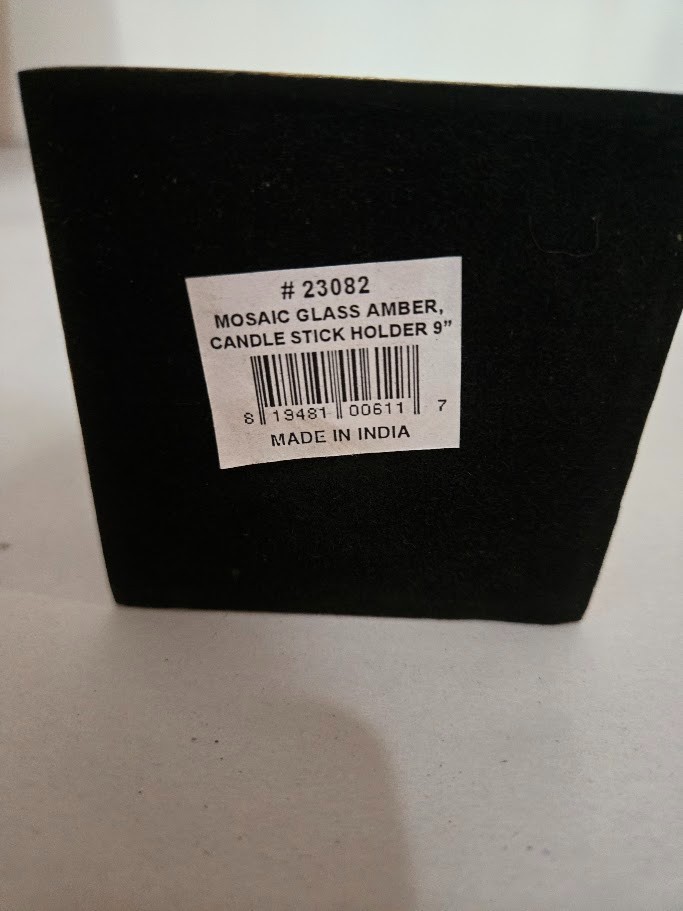 # 23082
MOSAIC GLASS AMBER,
CANDLE STICK HOLDER 9”
8 19481 00611 7
MADE IN INDIA